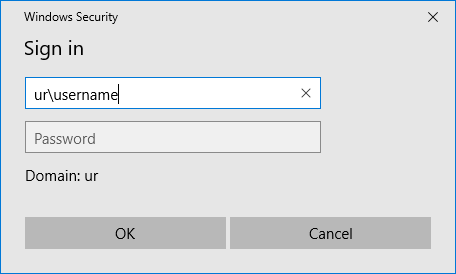 Windows Security
Sign in
ur\username
Password
Domain: ur
OK
Cancel